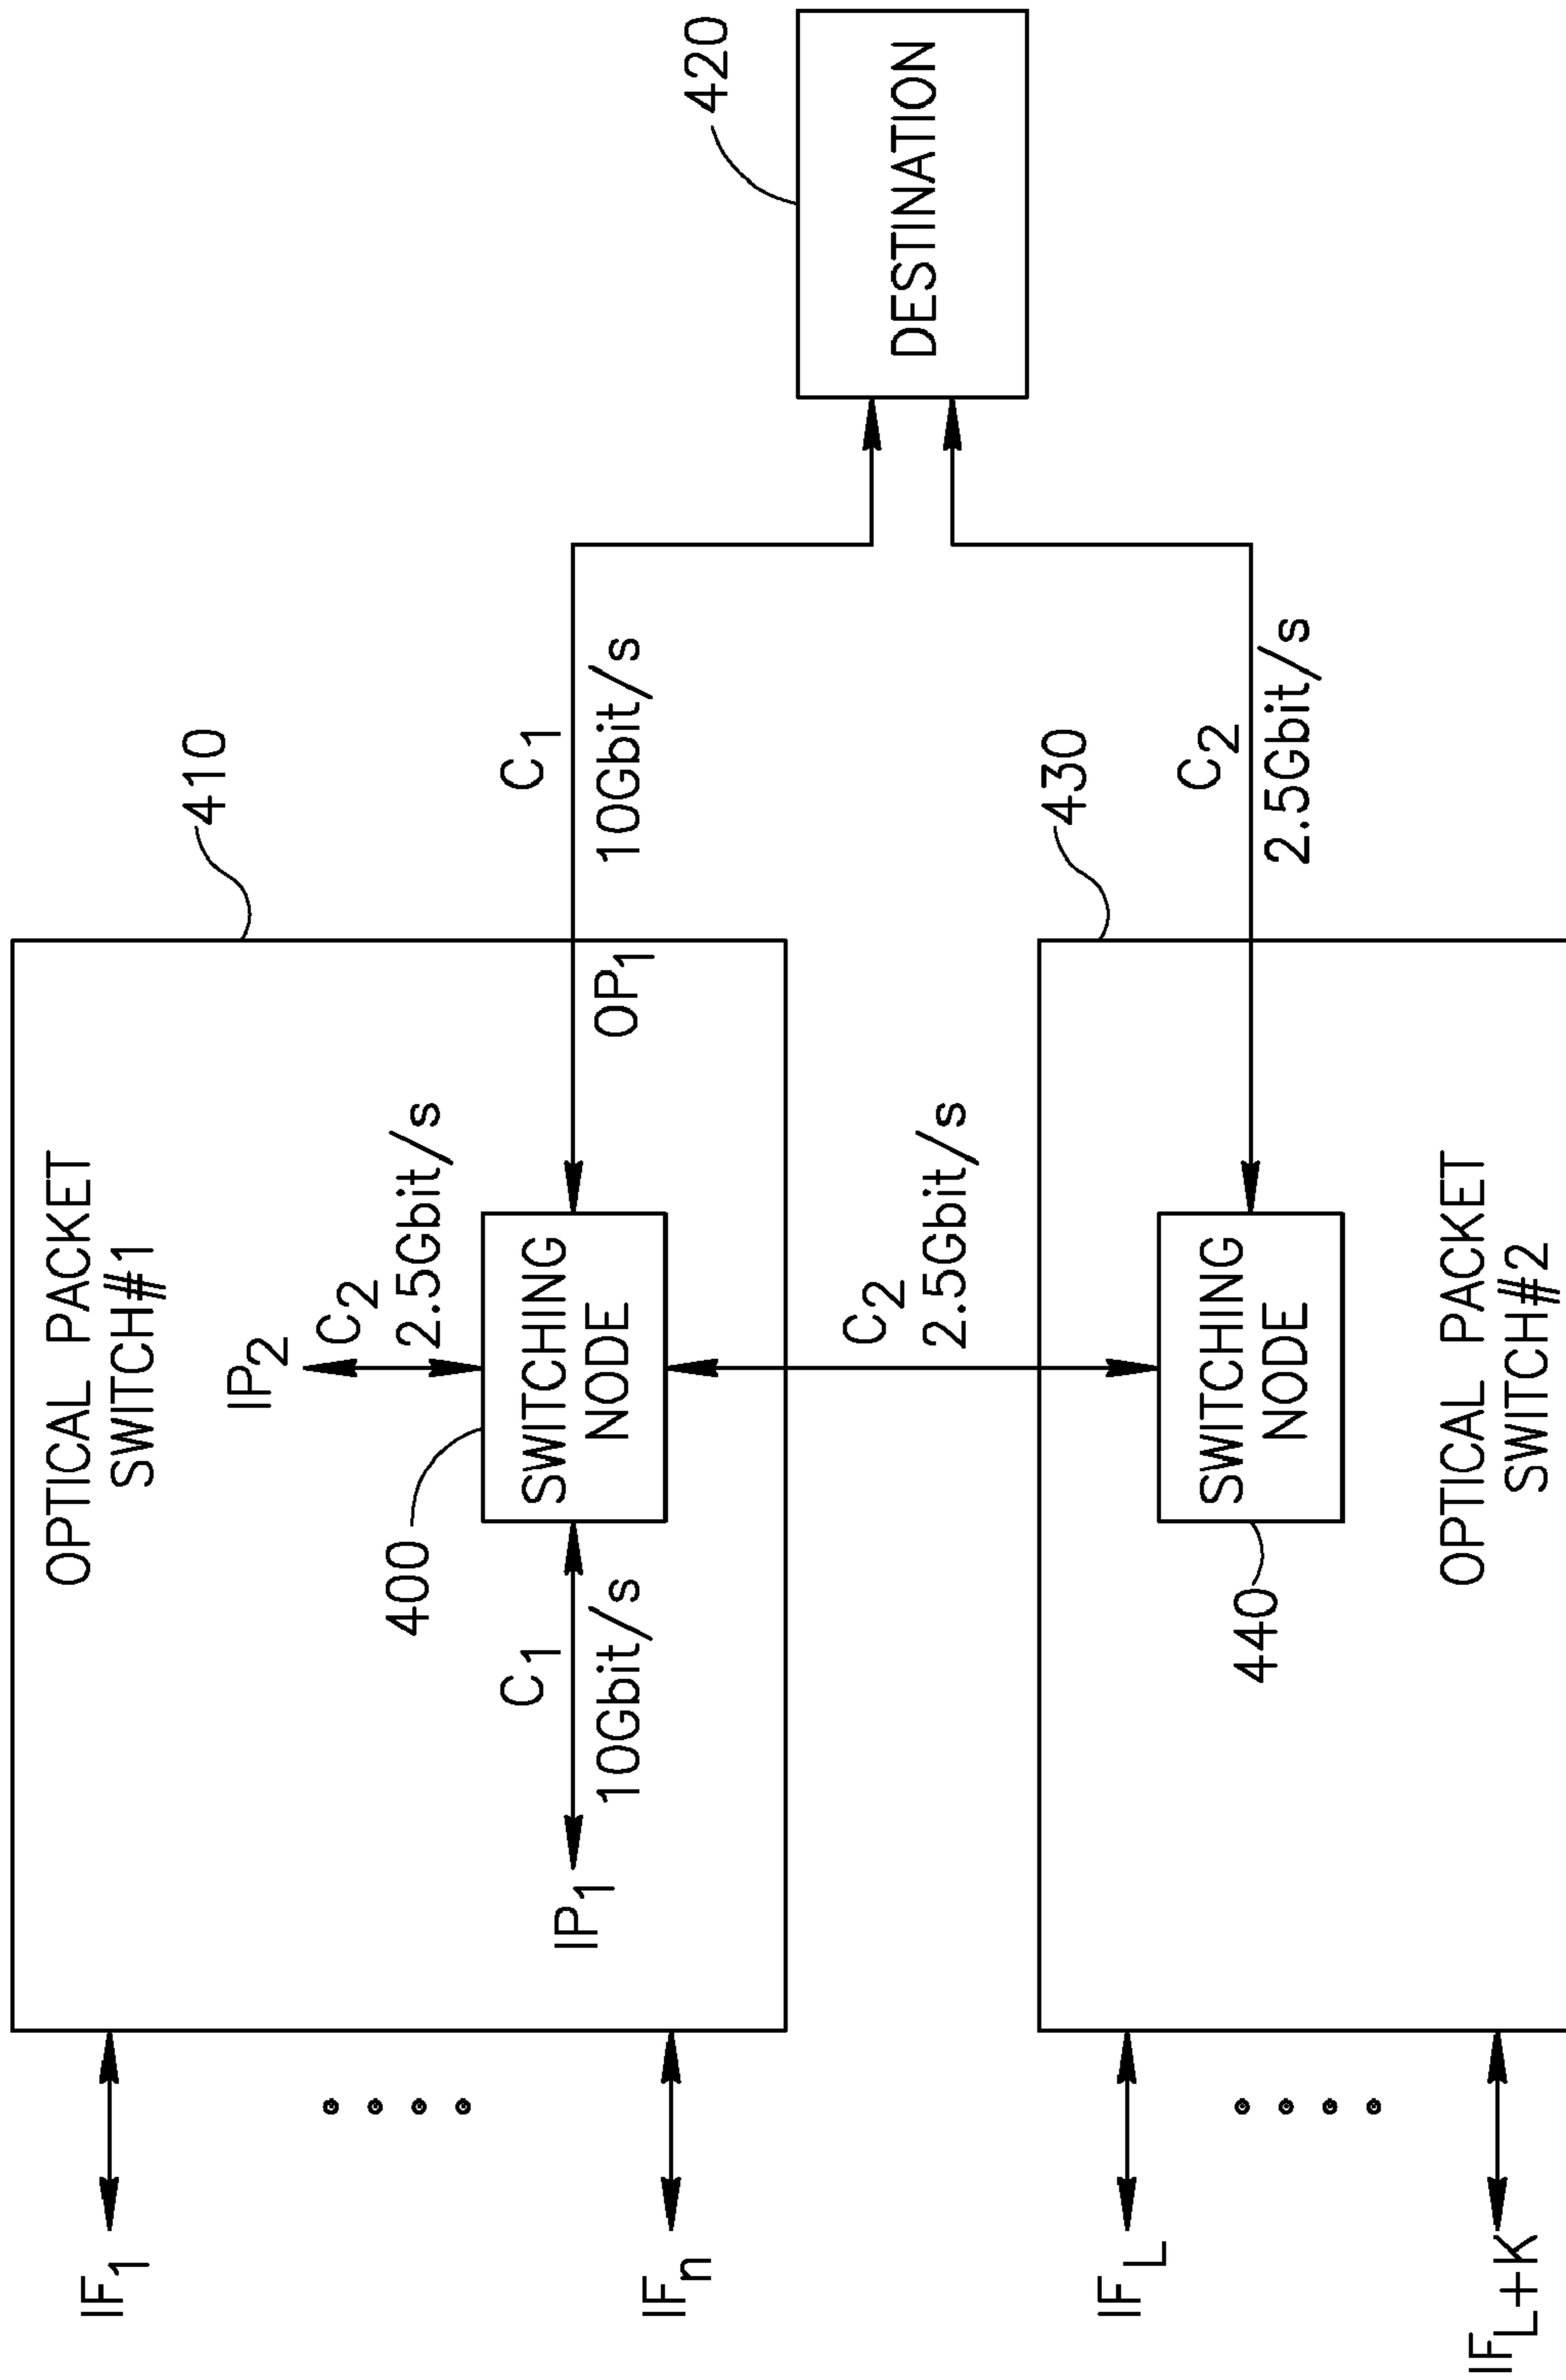 OPTICAL PACKET
SWITCH#1
410
IF1
IP2
C2
2.5Gbit/s
400
SWITCHING
NODE
IP1
C1
10Gbit/s
OP1
C1
10Gbit/s
IFn
420
DESTINATION
C2
2.5Gbit/s
430
IFL
SWITCHING
NODE
440
C2
2.5Gbit/s
OPTICAL PACKET
SWITCH#2
IFL+K